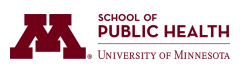 M
SCHOOL OF
PUBLIC HEALTH
UNIVERSITY OF MINNESOTA